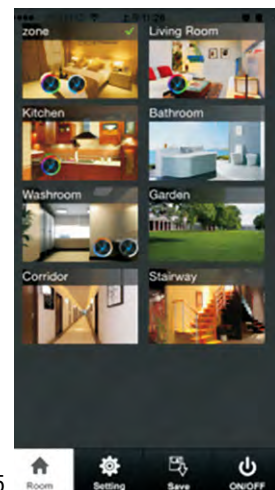 zone
Living Room
Kitchen
Bathroom
Washroom
Garden
Corridor
Stairway
Room
Setting
Save
ON/OFF